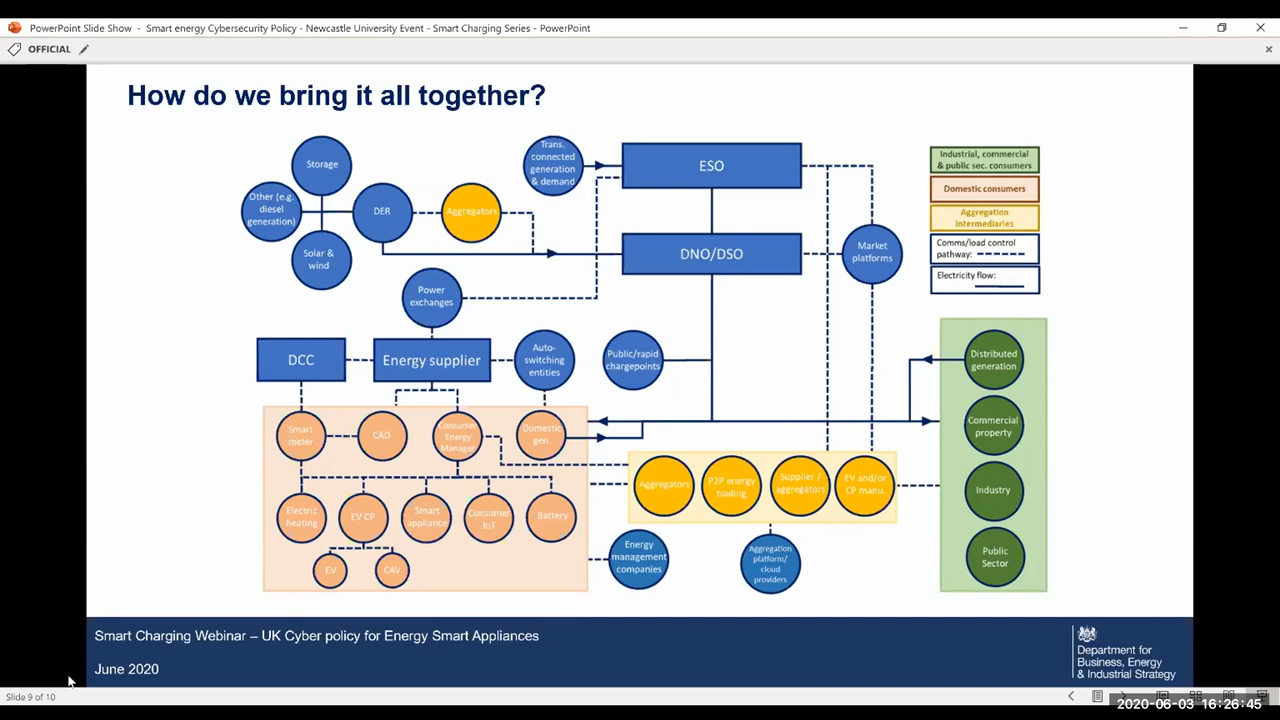 PowerPoint Slide Show - Smart energy Cybersecurity Policy - Newcastle University Event - Smart Charging Series - PowerPoint
OFFICIAL
How do we bring it all together?
Storage
Other (e.g.
diesel
generation)
Solar &
wind
DER
Aggregators
Trans.
connected
generation
& demand
ESO
DNO/DSO
Market
platforms
Industrial, commercial
& public sec. consumers
Domestic consumers
Aggregation
intermediaries
Comms/load control
pathway:
Electricity flow:
Power
exchanges
DCC
Energy supplier
Auto-
switching
entities
Public/rapid
chargepoints
Distributed
generation
Commercial
property
Industry
Public
Sector
Smart
meter
CAD
Consumer
Energy
Manager
Domestic
gen.
Electric
heating
EV CP
Smart
appliance
Consumer
IoT
Battery
EV
CAV
Aggregators
P2P energy
trading
Supplier /
aggregators
EV and/or
CP manu.
Energy
management
companies
Aggregation
platform/
cloud
providers
Smart Charging Webinar – UK Cyber policy for Energy Smart Appliances
June 2020
Department for
Business, Energy
& Industrial Strategy
Slide 9 of 10
2020-06-03 16:26:45